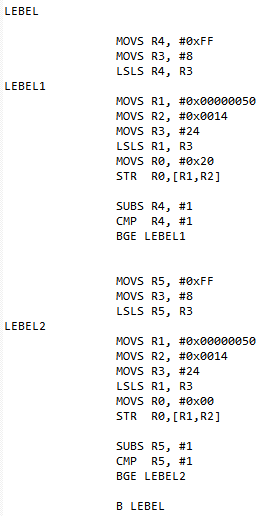 LEBEL
MOVS R4, #0xFF
MOVS R3, #8
LSLS R4, R3
LEBEL1
MOVS R1, #0x00000050
MOVS R2, #0x0014
MOVS R3, #24
LSLS R1, R3
MOVS R0, #0x20
STR R0,[R1,R2]
SUBS R4, #1
CMP R4, #1
BGE LEBEL1
MOVS R5, #0xFF
MOVS R3, #8
LSLS R5, R3
LEBEL2
MOVS R1, #0x00000050
MOVS R2, #0x0014
MOVS R3, #24
LSLS R1, R3
MOVS R0, #0x00
STR R0,[R1,R2]
SUBS R5, #1
CMP R5, #1
BGE LEBEL2
B LEBEL